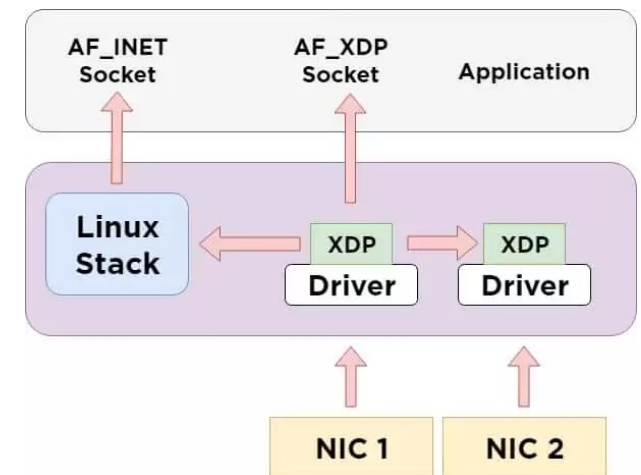 AF_INET
Socket
AF_XDP
Socket
Application
Linux
Stack
XDP
Driver
XDP
Driver
NIC 1
NIC 2